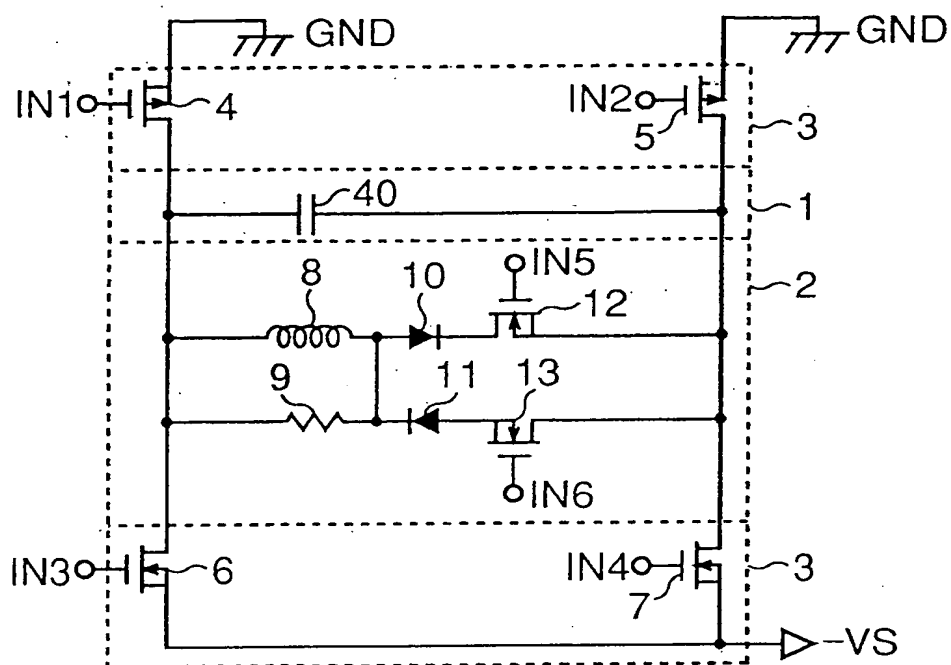 GND GND
IN1 4 IN2 5 3
40 1
IN5
8 10 12 2
9 11 13
IN6
IN3 6 IN4 7 3
-VS